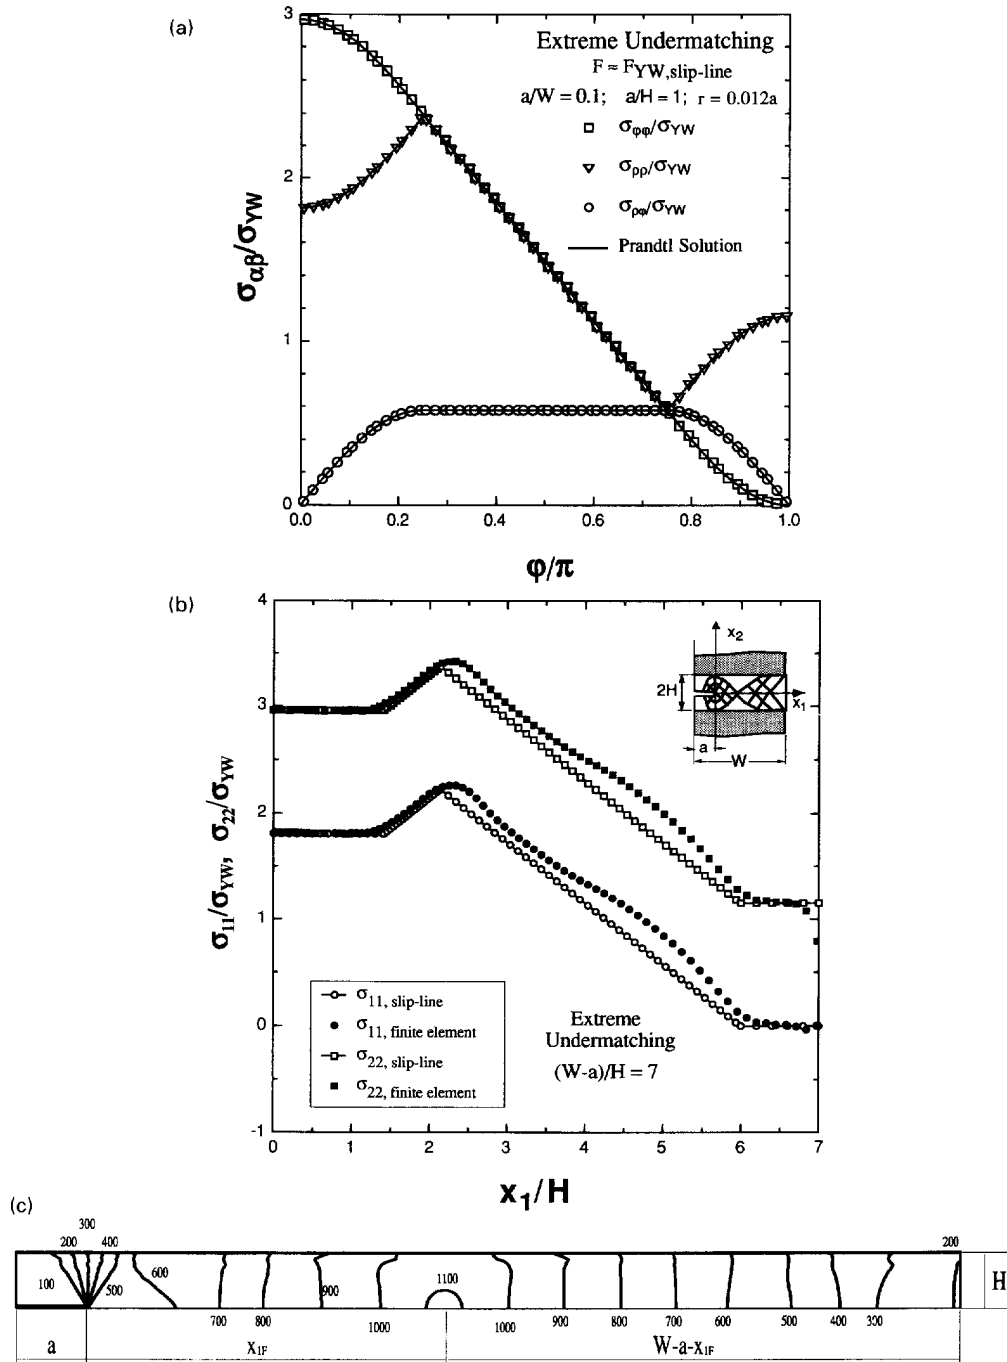 (a)
3
2
1
0
σαβ/σYW
Extreme Undermatching
F ≈ FYW,slip-line
a/W = 0.1; a/H = 1; r = 0.012a
σφφ/σYW
σρρ/σYW
σρφ/σYW
Prandtl Solution
0.0 0.2 0.4 0.6 0.8 1.0
φ/π
(b)
4
3
2
1
0
-1
σ11/σYW, σ22/σYW
x2
2H
x1
a
W
σ11, slip-line
σ11, finite element
σ22, slip-line
σ22, finite element
Extreme
Undermatching
(W-a)/H = 7
0 1 2 3 4 5 6 7
x1/H
(c)
300
200 400
200
100
600
500
900
1100
H
700 800 1000 1000 900 800 700 600 500 400 300
a
x1F
W-a-x1F